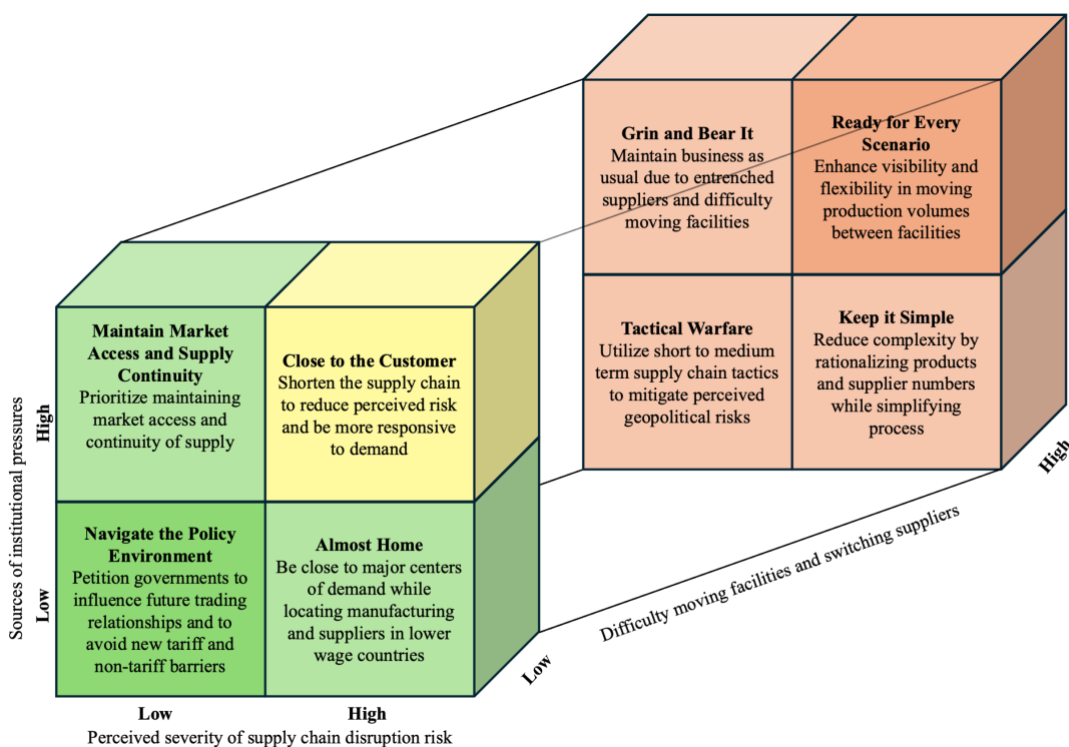 Grin and Bear It
Maintain business as
usual due to entrenched
suppliers and difficulty
moving facilities
Ready for Every
Scenario
Enhance visibility and
flexibility in moving
production volumes
between facilities
Tactical Warfare
Utilize short to medium
term supply chain tactics
to mitigate perceived
geopolitical risks
Keep it Simple
Reduce complexity by
rationalizing products
and supplier numbers
while simplifying
process
Maintain Market
Access and Supply
Continuity
Prioritize maintaining
market access and
continuity of supply
Close to the Customer
Shorten the supply chain
to reduce perceived risk
and be more responsive
to demand
Navigate the Policy
Environment
Petition governments to
influence future trading
relationships and to
avoid new tariff and
non-tariff barriers
Almost Home
Be close to major centers
of demand while
locating manufacturing
and suppliers in lower
wage countries
Sources of institutional pressures
High
Low
Low
High
Perceived severity of supply chain disruption risk
Low
High
Difficulty moving facilities and switching suppliers